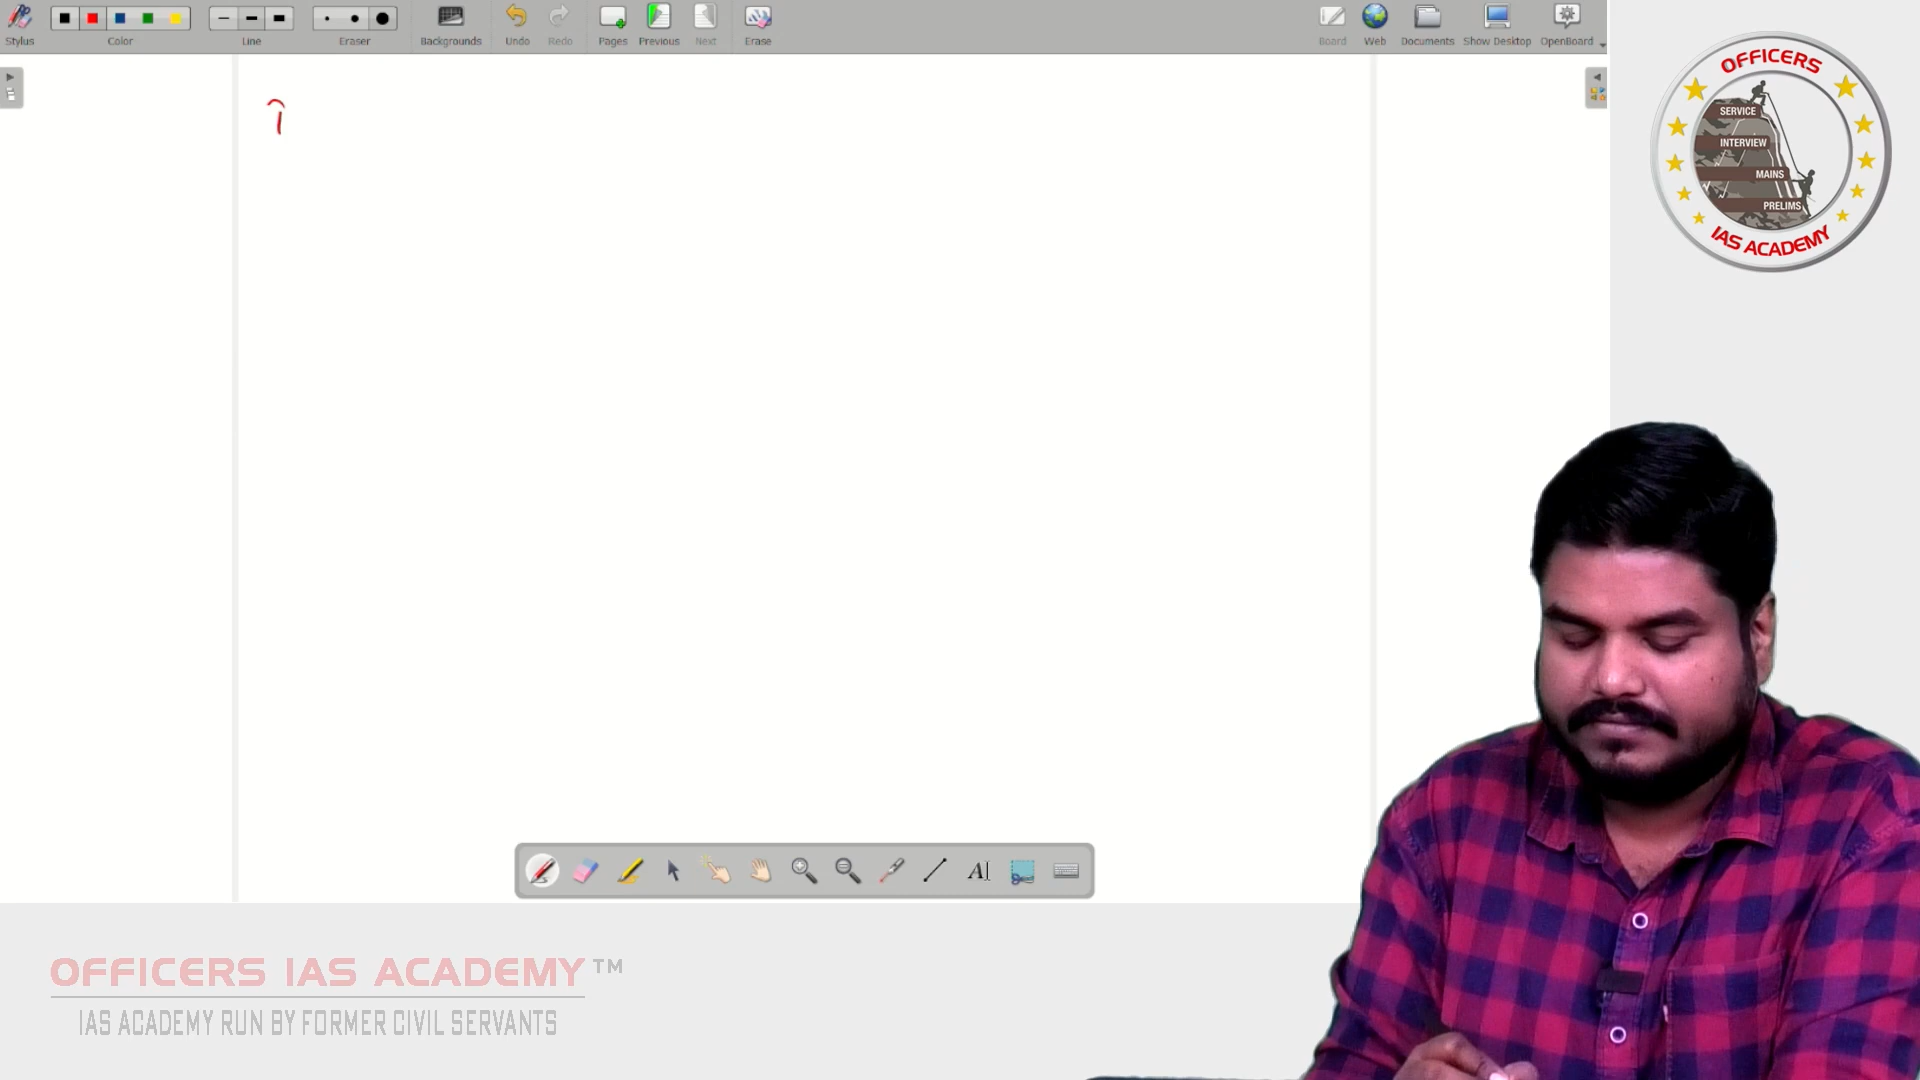 Stylus
Color
Line
Eraser
Backgrounds
Undo
Redo
Pages
Previous
Next
Erase
Board
Web
Documents
Show Desktop
OpenBoard
OFFICERS
SERVICE
INTERVIEW
MAINS
PRELIMS
IAS ACADEMY
A
OFFICERS IAS ACADEMY™
IAS ACADEMY RUN BY FORMER CIVIL SERVANTS